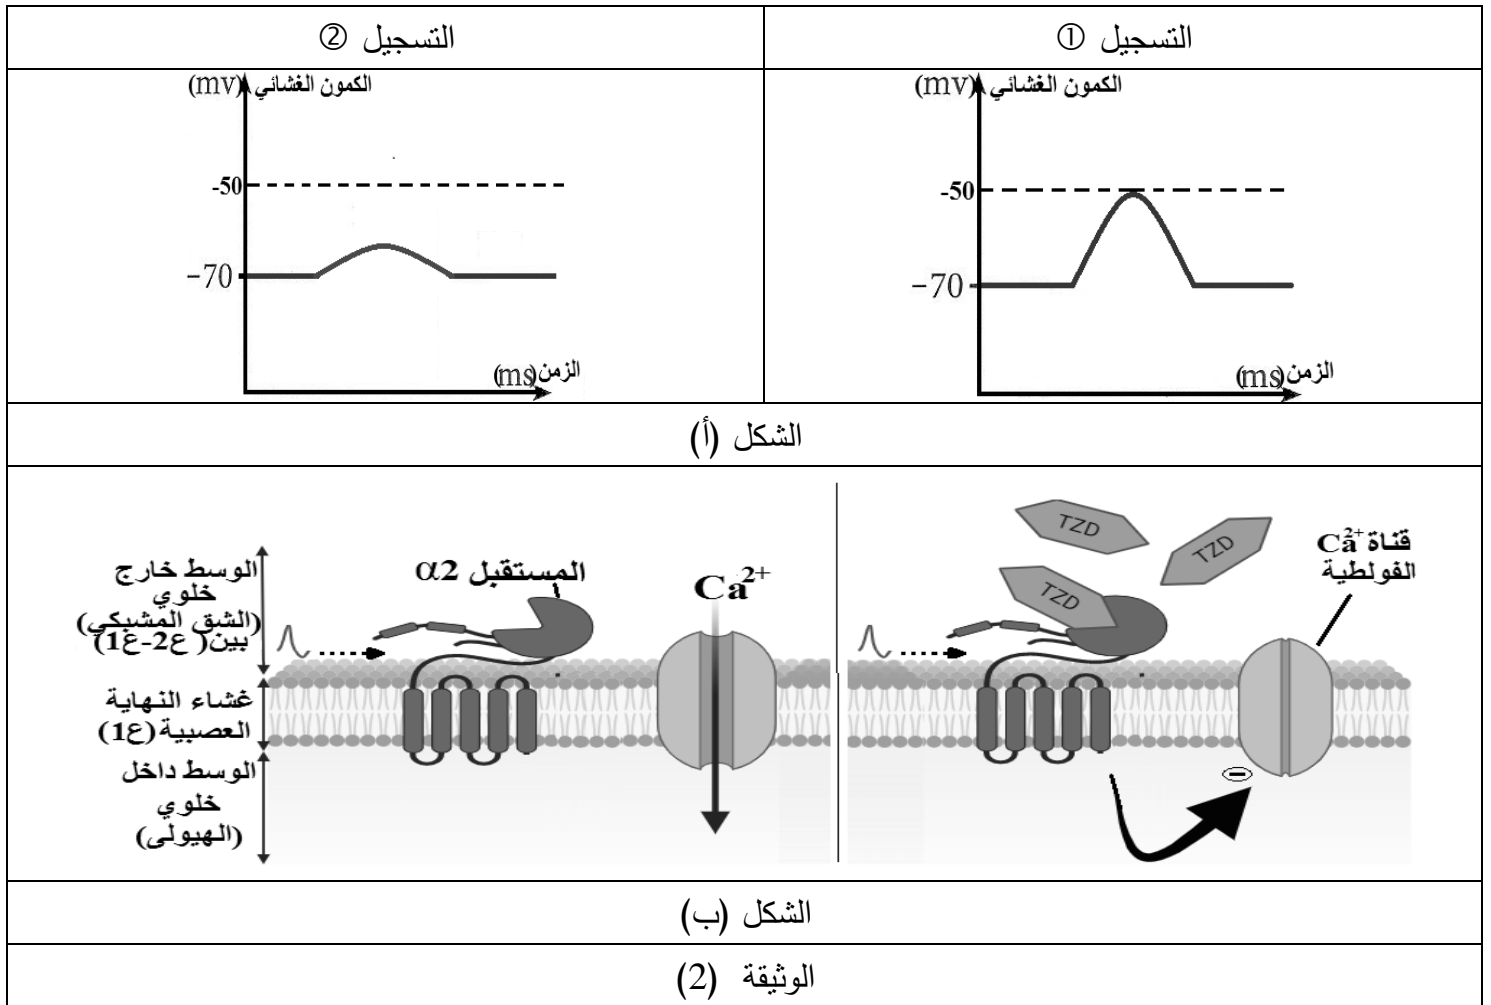 التسجيل ①
التسجيل ②
الكمون الغشائي (mv)
-50
-70
الزمن (ms)
الكمون الغشائي (mv)
-50
-70
الزمن (ms)
الشكل (أ)
TZD
TZD
TZD
قناة Ca2+
الفولطية
⊖
المستقبل α2
Ca2+
الوسط خارج
خلوي
(الشق المشبكي)
بين( ع2-ع1)
غشاء النهاية
العصبية (ع1)
الوسط داخل
خلوي
(الهيولى)
الشكل (ب)
الوثيقة (2)